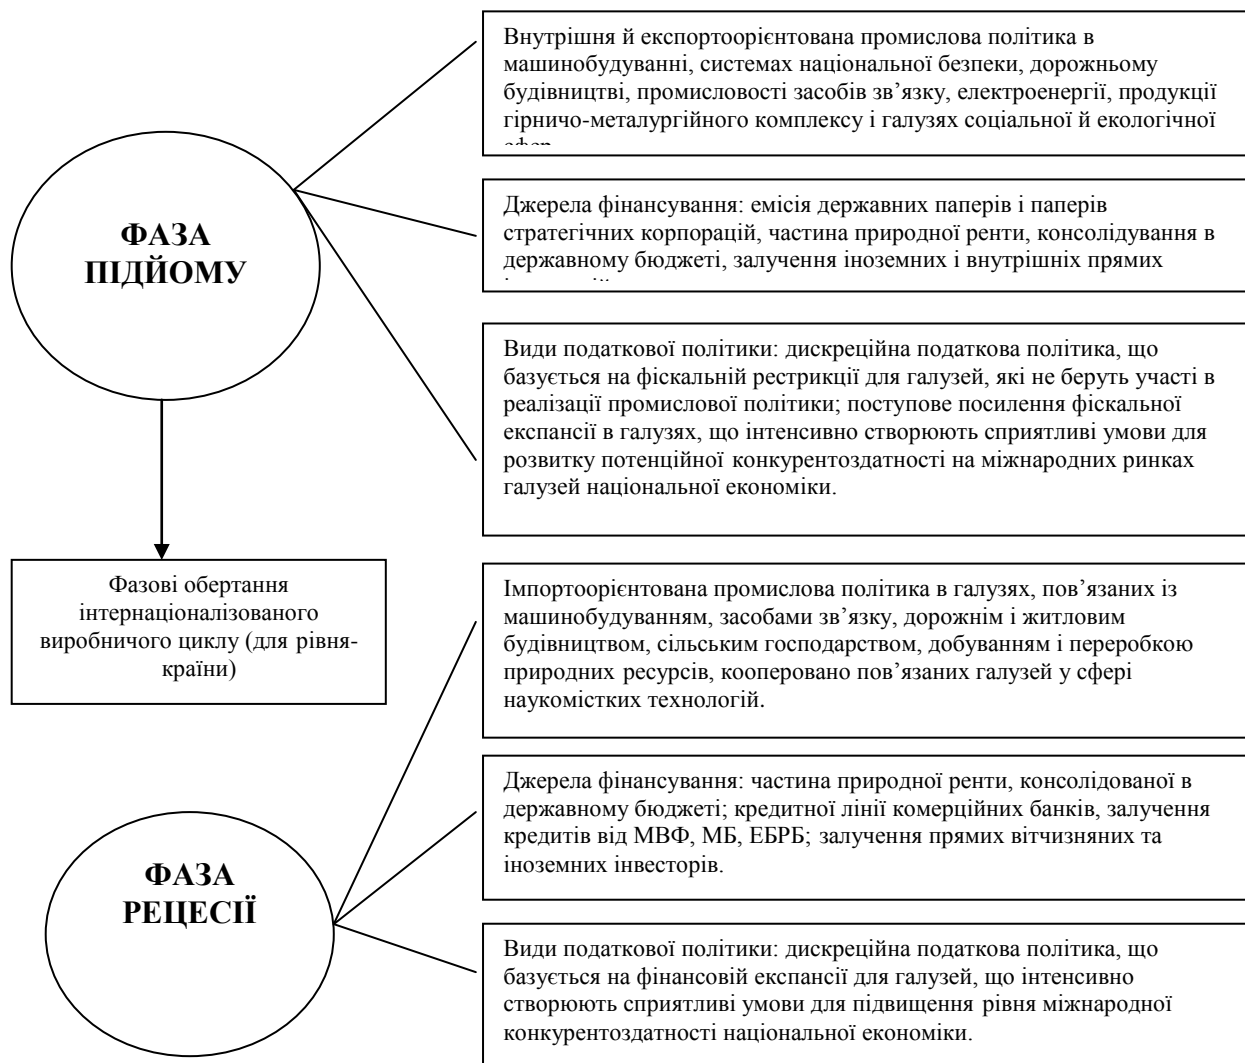 Внутрішня й експортоорієнтована промислова політика в
машинобудуванні, системах національної безпеки, дорожньому
будівництві, промисловості засобів зв’язку, електроенергії, продукції
гірничо-металургійного комплексу і галузях соціальної й екологічної
ФАЗА
ПІДЙОМУ
Джерела фінансування: емісія державних паперів і паперів
стратегічних корпорацій, частина природної ренти, консолідування в
державному бюджеті, залучення іноземних і внутрішніх прямих
Види податкової політики: дискреційна податкова політика, що
базується на фіскальній рестрикції для галузей, які не беруть участі в
реалізації промислової політики; поступове посилення фіскальної
експансії в галузях, що інтенсивно створюють сприятливі умови для
розвитку потенційної конкурентоздатності на міжнародних ринках
галузей національної економіки.
Фазові обертання
інтернаціоналізованого
виробничого циклу (для рівня-
країни)
Імпортоорієнтована промислова політика в галузях, пов’язаних із
машинобудуванням, засобами зв’язку, дорожнім і житловим
будівництвом, сільським господарством, добуванням і переробкою
природних ресурсів, кооперовано пов’язаних галузей у сфері
наукомістких технологій.
ФАЗА
РЕЦЕСІЇ
Джерела фінансування: частина природної ренти, консолідованої в
державному бюджеті; кредитної лінії комерційних банків, залучення
кредитів від МВФ, МБ, ЕБРБ; залучення прямих вітчизняних та
іноземних інвесторів.
Види податкової політики: дискреційна податкова політика, що
базується на фінансовій експансії для галузей, що інтенсивно
створюють сприятливі умови для підвищення рівня міжнародної
конкурентоздатності національної економіки.